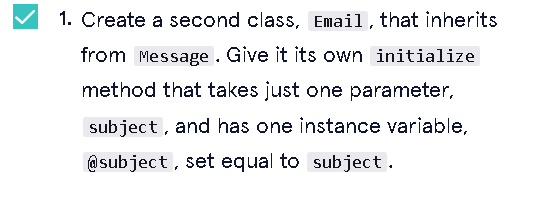 1. Create a second class, Email, that inherits
from Message. Give it its own initialize
method that takes just one parameter,
subject, and has one instance variable,
@subject, set equal to subject.